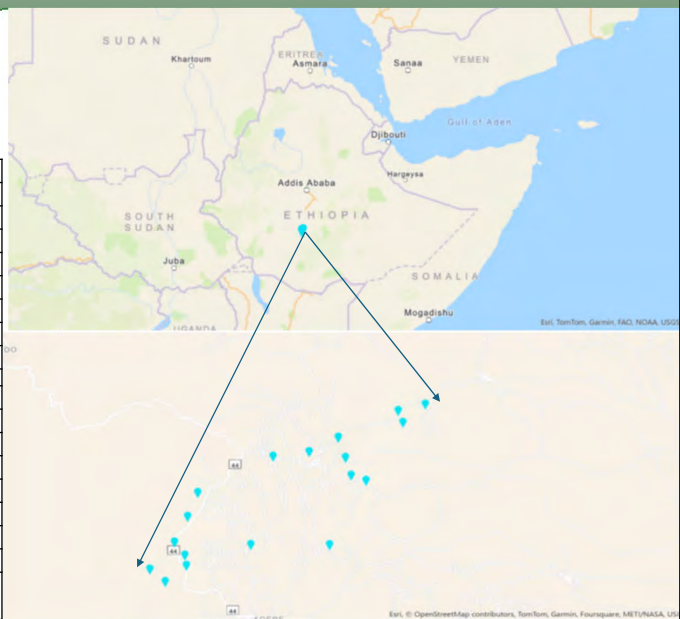 SUDAN
Khartoum
ERITREA
Asmara
Sanaa
YEMEN
Gulf of Aden
Djibouti
Hargeysa
Addis Ababa
ETHIOPIA
SOUTH
SUDAN
Juba
SOMALIA
Mogadishu
UGANDA
Esri, TomTom, Garmin, FAO, NOAA, USGS
44
44
44
Esri, © OpenStreetMap contributors, TomTom, Garmin, Foursquare, METI/NASA, US